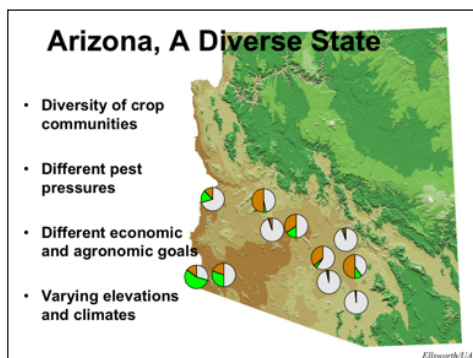 Arizona, A Diverse State
• Diversity of crop
communities
• Different pest
pressures
• Different economic
and agronomic goals
• Varying elevations
and climates
Ellsworth/UA